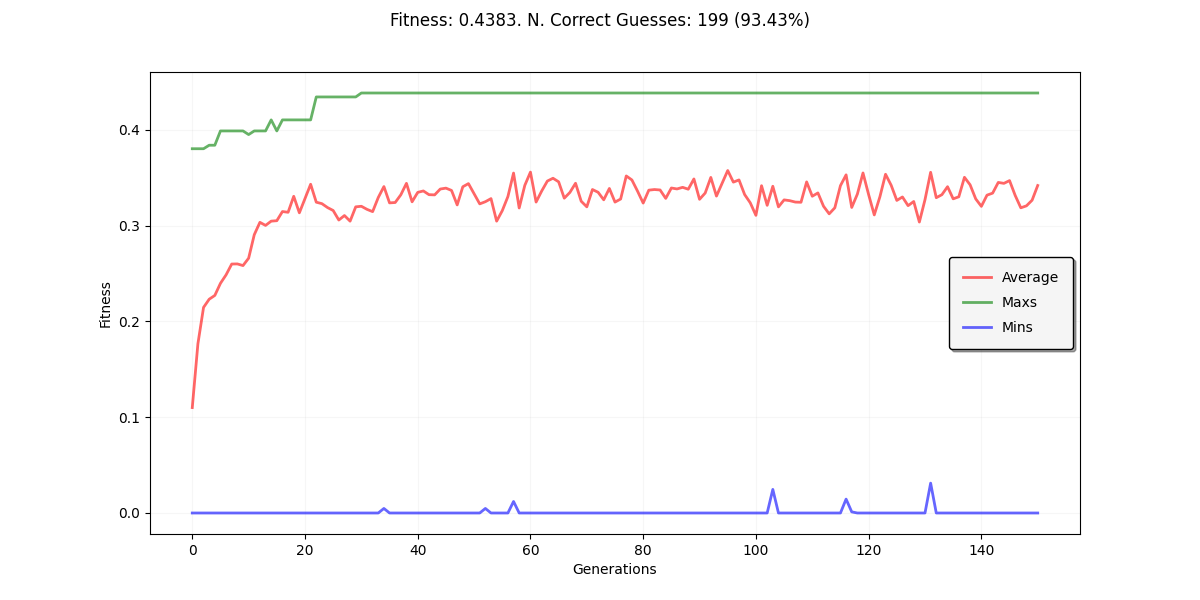 Fitness: 0.4383. N. Correct Guesses: 199 (93.43%)
0.4
0.3
0.2
0.1
0.0
Fitness
Average
Maxs
Mins
0 20 40 60 80 100 120 140
Generations